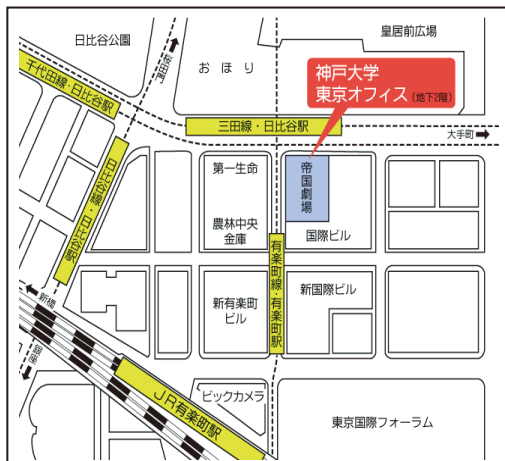 日比谷公園
皇居前広場
おほり
桜田門
神戸大学
東京オフィス(地下2階)
千代田線・日比谷駅
三田線・日比谷駅
大手町
日比谷線・日比谷駅
第一生命
帝国劇場
農林中央
金庫
国際ビル
有楽町線・有楽町駅
新有楽町
ビル
新国際ビル
新橋
銀座
JR有楽町駅
ビックカメラ
東京国際フォーラム